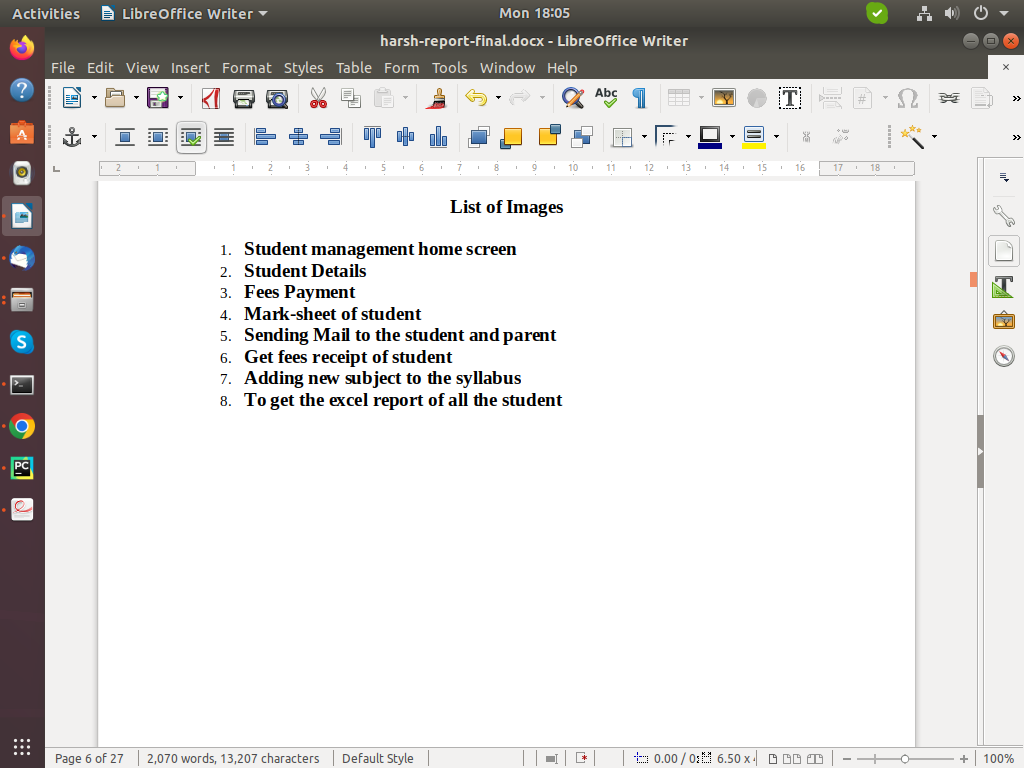 Activities LibreOffice Writer Mon 18:05
harsh-report-final.docx - LibreOffice Writer
File Edit View Insert Format Styles Table Form Tools Window Help
Abc
2 1 1 2 3 4 5 6 7 8 9 10 11 12 13 14 15 16 17 18
List of Images
1. Student management home screen
2. Student Details
3. Fees Payment
4. Mark-sheet of student
5. Sending Mail to the student and parent
6. Get fees receipt of student
7. Adding new subject to the syllabus
8. To get the excel report of all the student
Page 6 of 27 2,070 words, 13,207 characters Default Style 0.00 / 0 6.50 x 100%